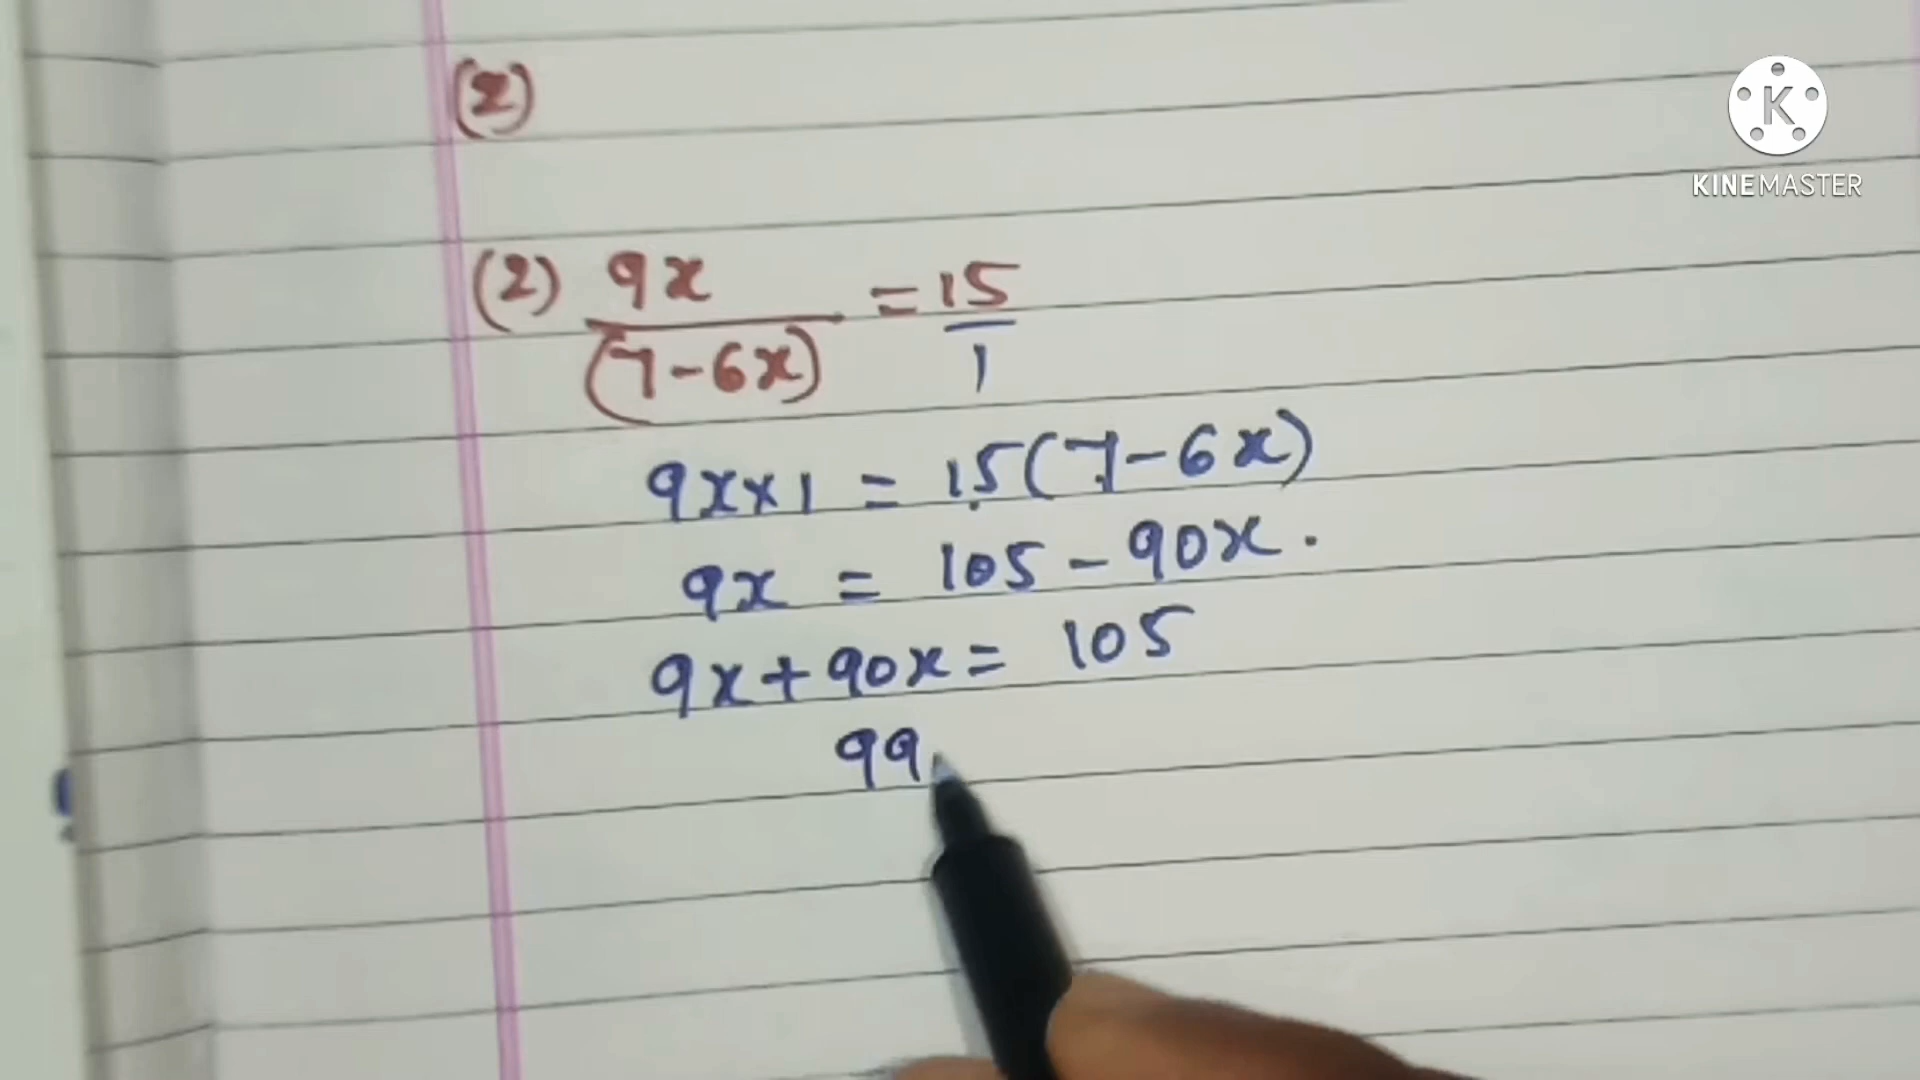 (2)
(2) 9x/(7-6x) = 15/1
9x×1 = 15(7-6x)
9x = 105 - 90x.
9x + 90x = 105
99
K
KINEMASTER